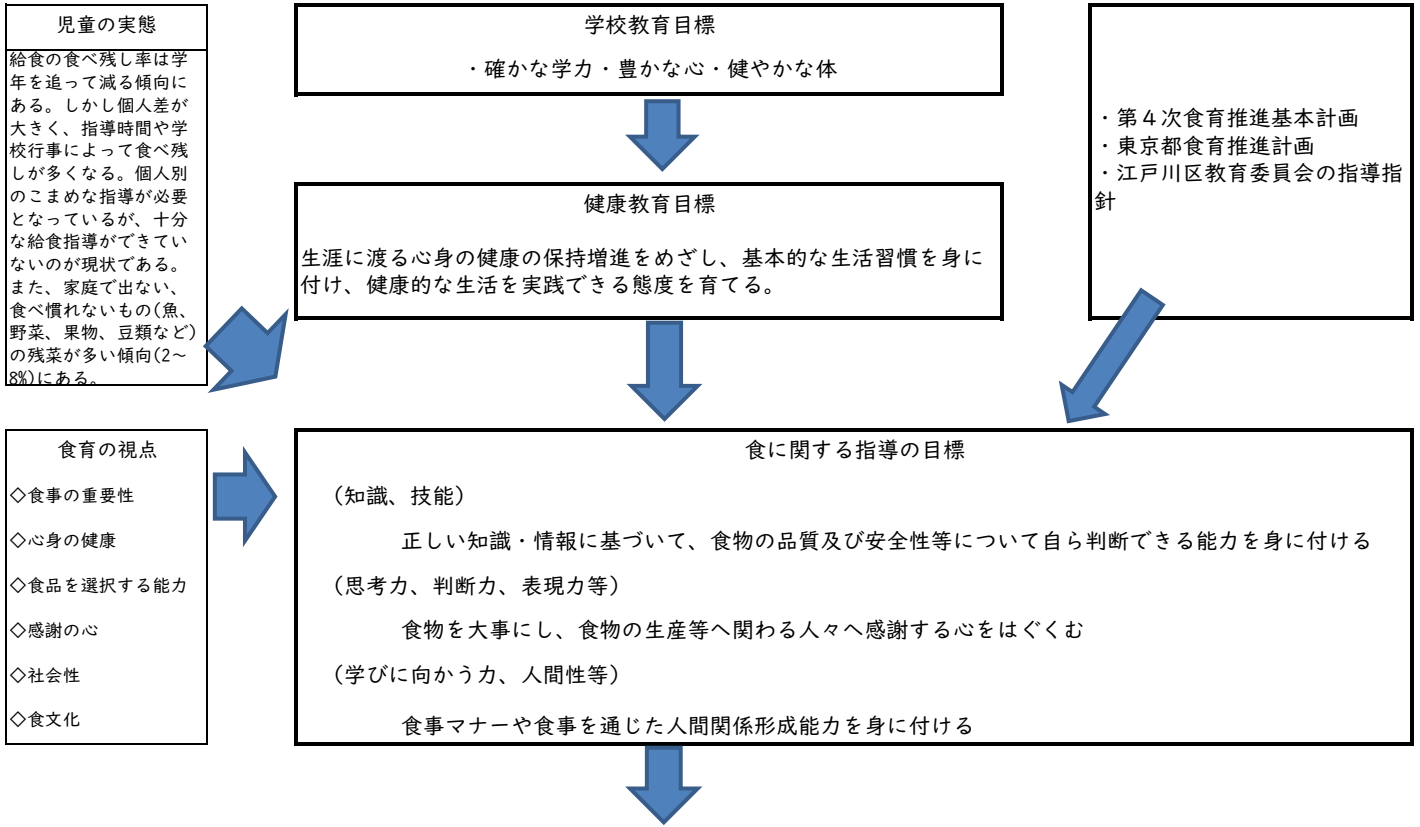 児童の実態
給食の食べ残し率は学
年を追って減る傾向に
ある。しかし個人差が
大きく、指導時間や学
校行事によって食べ残
しが多くなる。個人別
のこまめな指導が必要
となっているが、十分
な給食指導ができてい
ないのが現状である。
また、家庭で出ない、
食べ慣れないもの(魚、
野菜、果物、豆類など)
の残菜が多い傾向(2～
8%)にある。
学校教育目標
・確かな学力・豊かな心・健やかな体
・第４次食育推進基本計画
・東京都食育推進計画
・江戸川区教育委員会の指導指
針
健康教育目標
生涯に渡る心身の健康の保持増進をめざし、基本的な生活習慣を身に
付け、健康的な生活を実践できる態度を育てる。
食育の視点
◇食事の重要性
◇心身の健康
◇食品を選択する能力
◇感謝の心
◇社会性
◇食文化
食に関する指導の目標
（知識、技能）
正しい知識・情報に基づいて、食物の品質及び安全性等について自ら判断できる能力を身に付ける
（思考力、判断力、表現力等）
食物を大事にし、食物の生産等へ関わる人々へ感謝する心をはぐくむ
（学びに向かう力、人間性等）
食事マナーや食事を通じた人間関係形成能力を身に付ける